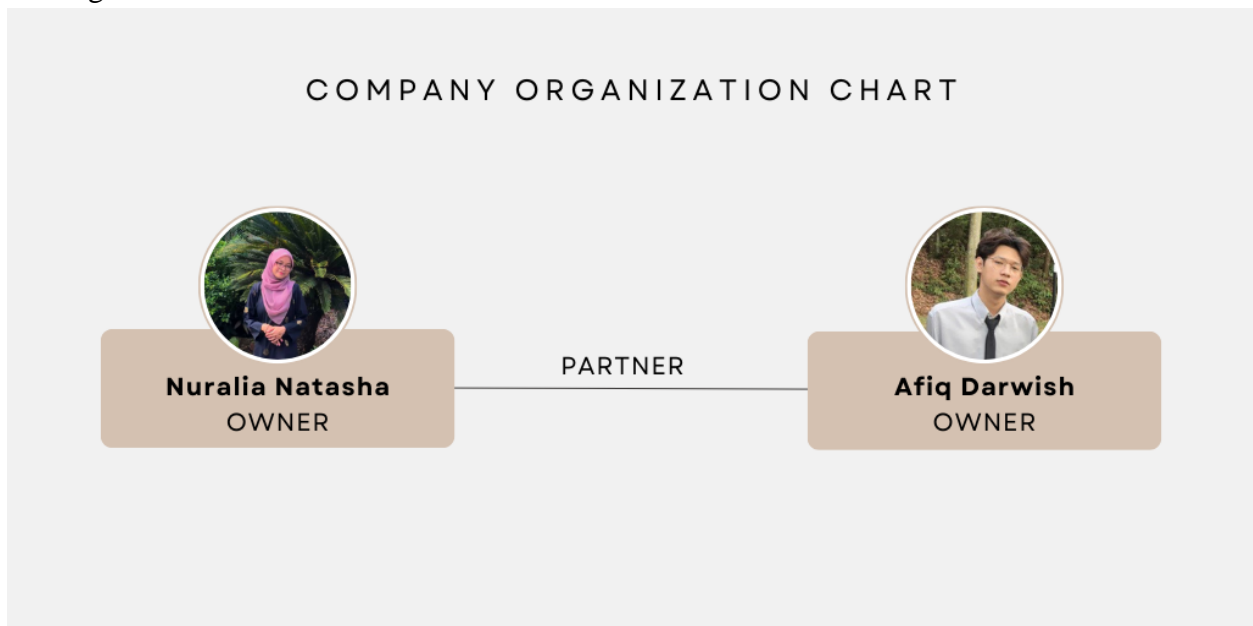 COMPANY ORGANIZATION CHART
PARTNER
Nuralia Natasha
OWNER
Afiq Darwish
OWNER